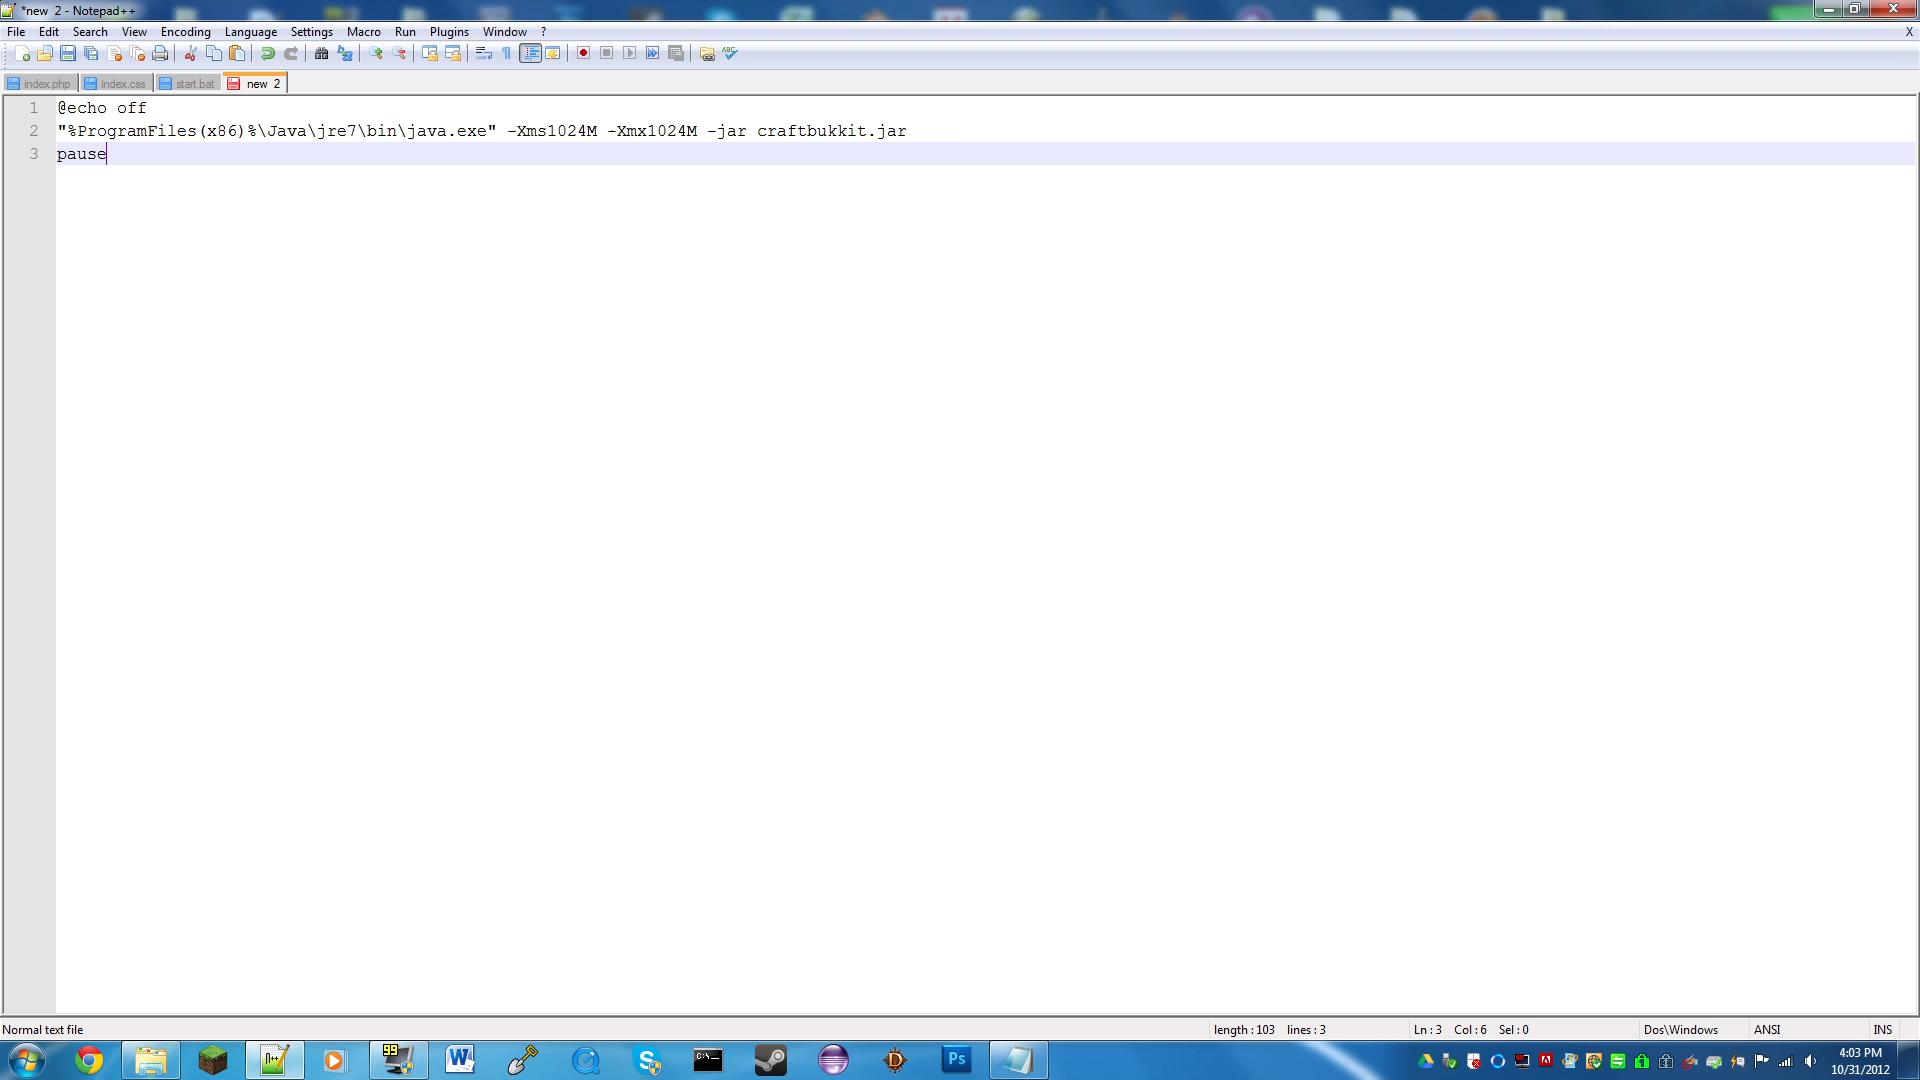 *new  2 - Notepad++
File Edit Search View Encoding Language Settings Macro Run Plugins Window ? X
index.php index.css start.bat new  2
1 @echo off
2 "%ProgramFiles(x86)%\Java\jre7\bin\java.exe" -Xms1024M -Xmx1024M -jar craftbukkit.jar
3 pause
Normal text file length : 103 lines : 3 Ln : 3 Col : 6 Sel : 0 Dos\Windows ANSI INS
99 W C:\_ Ps 4:03 PM
10/31/2012